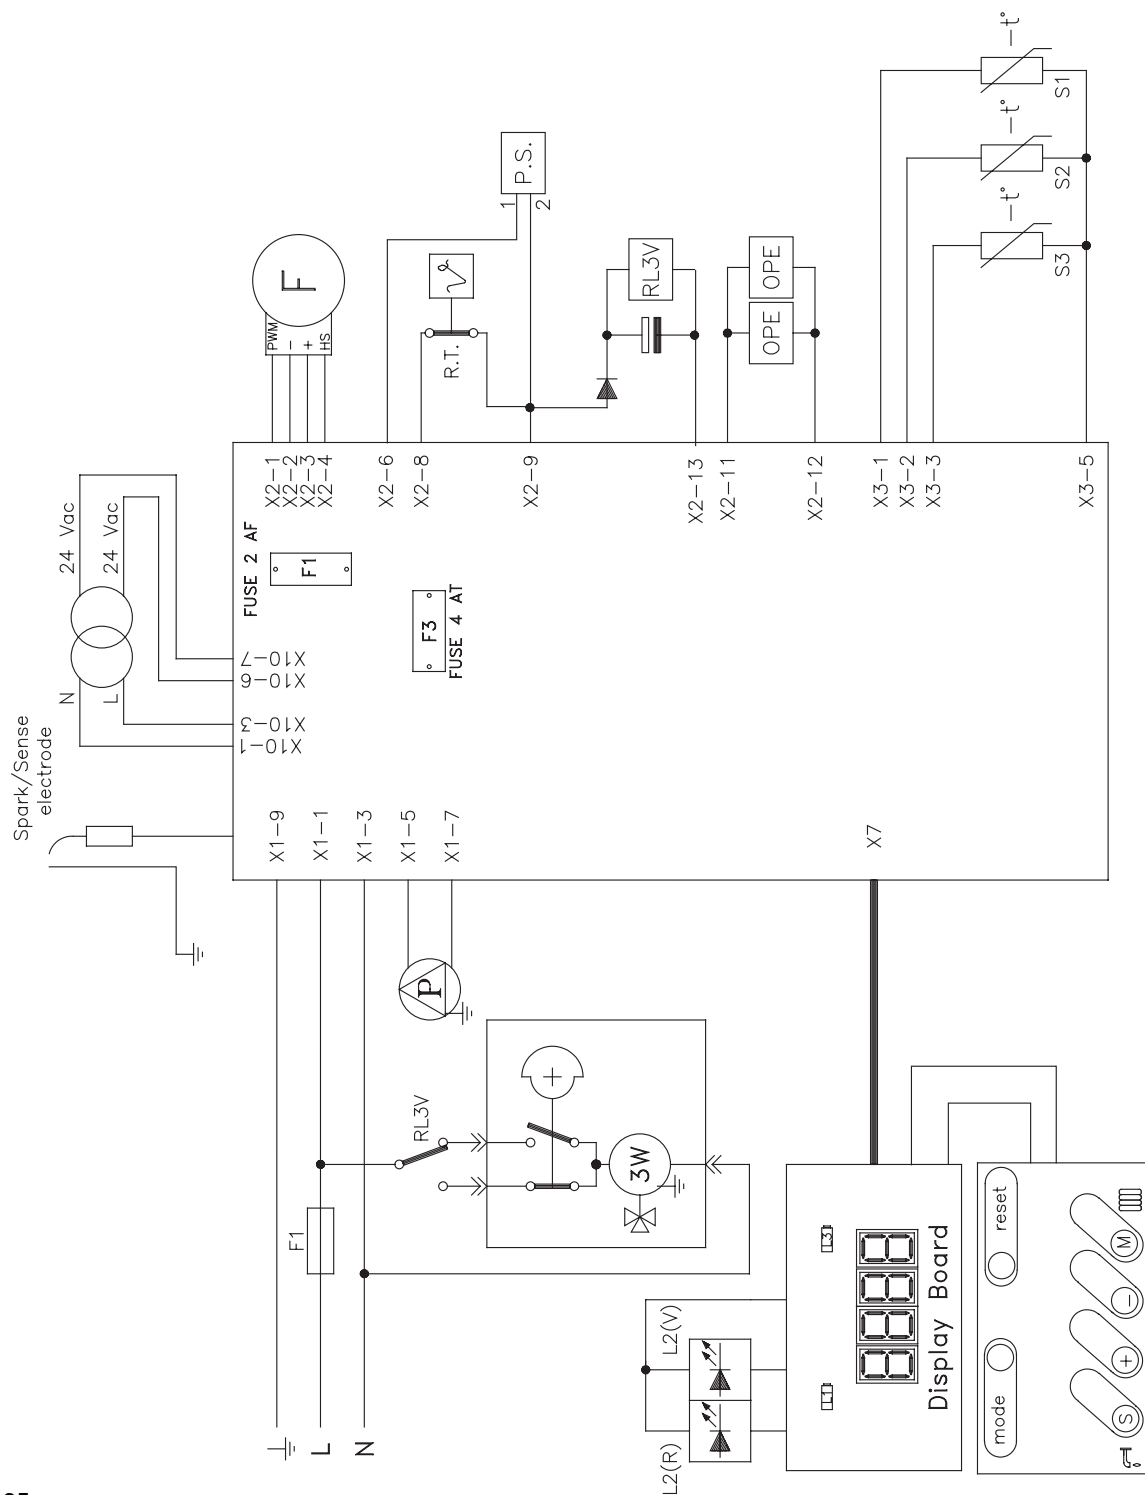 Spark/Sense
electrode
N
L
24 Vac
24 Vac
X10-1
X10-3
X10-6
X10-7
FUSE 2 AF
F1
F3
FUSE 4 AT
PWM
-
+
HS
F
X2-1
X2-2
X2-3
X2-4
X2-6
X2-8
X2-9
X2-13
X2-11
X2-12
X3-1
X3-2
X3-3
X3-5
R.T.
1
2
P.S.
RL3V
OPE
OPE
-t°
S1
-t°
S2
-t°
S3
X1-9
X1-1
X1-3
X1-5
X1-7
X7
P
RL3V
3W
F1
L
N
L2(R)
L2(V)
L1
L3
Display Board
mode
reset
S
+
-
M